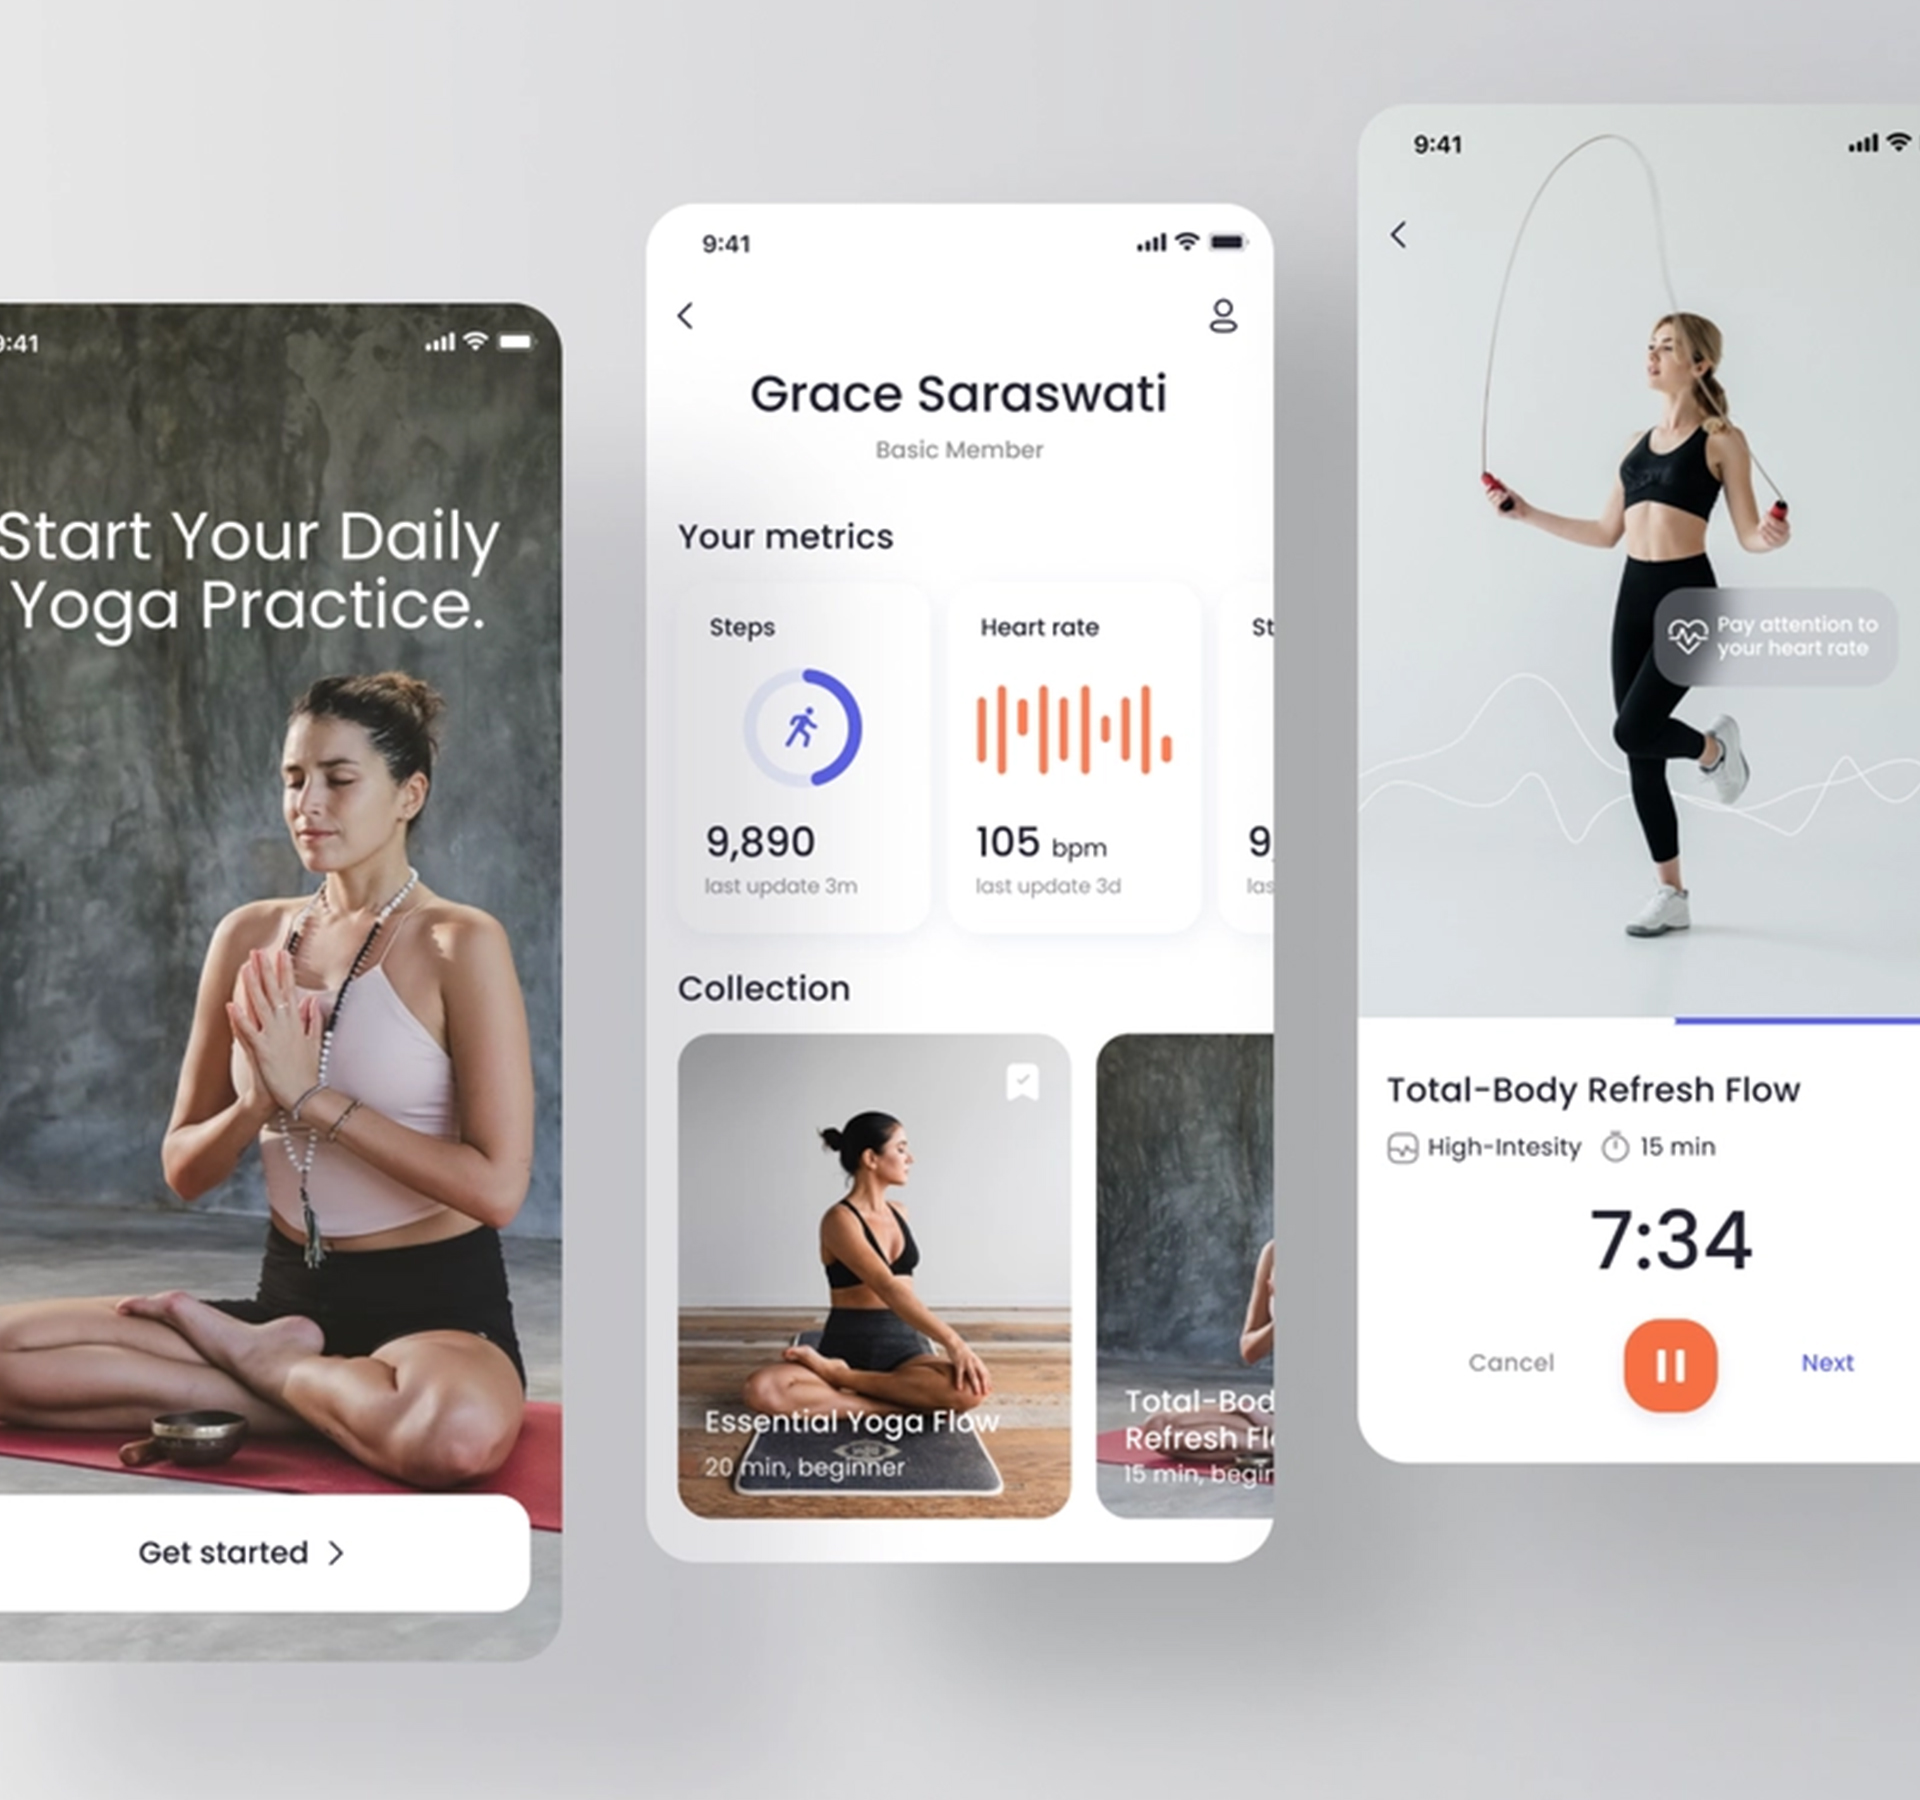 9:41
Start Your Daily
Yoga Practice.
Get started
9:41
Grace Saraswati
Basic Member
Your metrics
Steps
9,890
last update 3m
Heart rate
105 bpm
last update 3d
St
9,
las
Collection
Essential Yoga Flow
20 min, beginner
Total-Bod
Refresh Fl
15 min, begin
9:41
Pay attention to
your heart rate
Total-Body Refresh Flow
High-Intesity 15 min
7:34
Cancel
Next